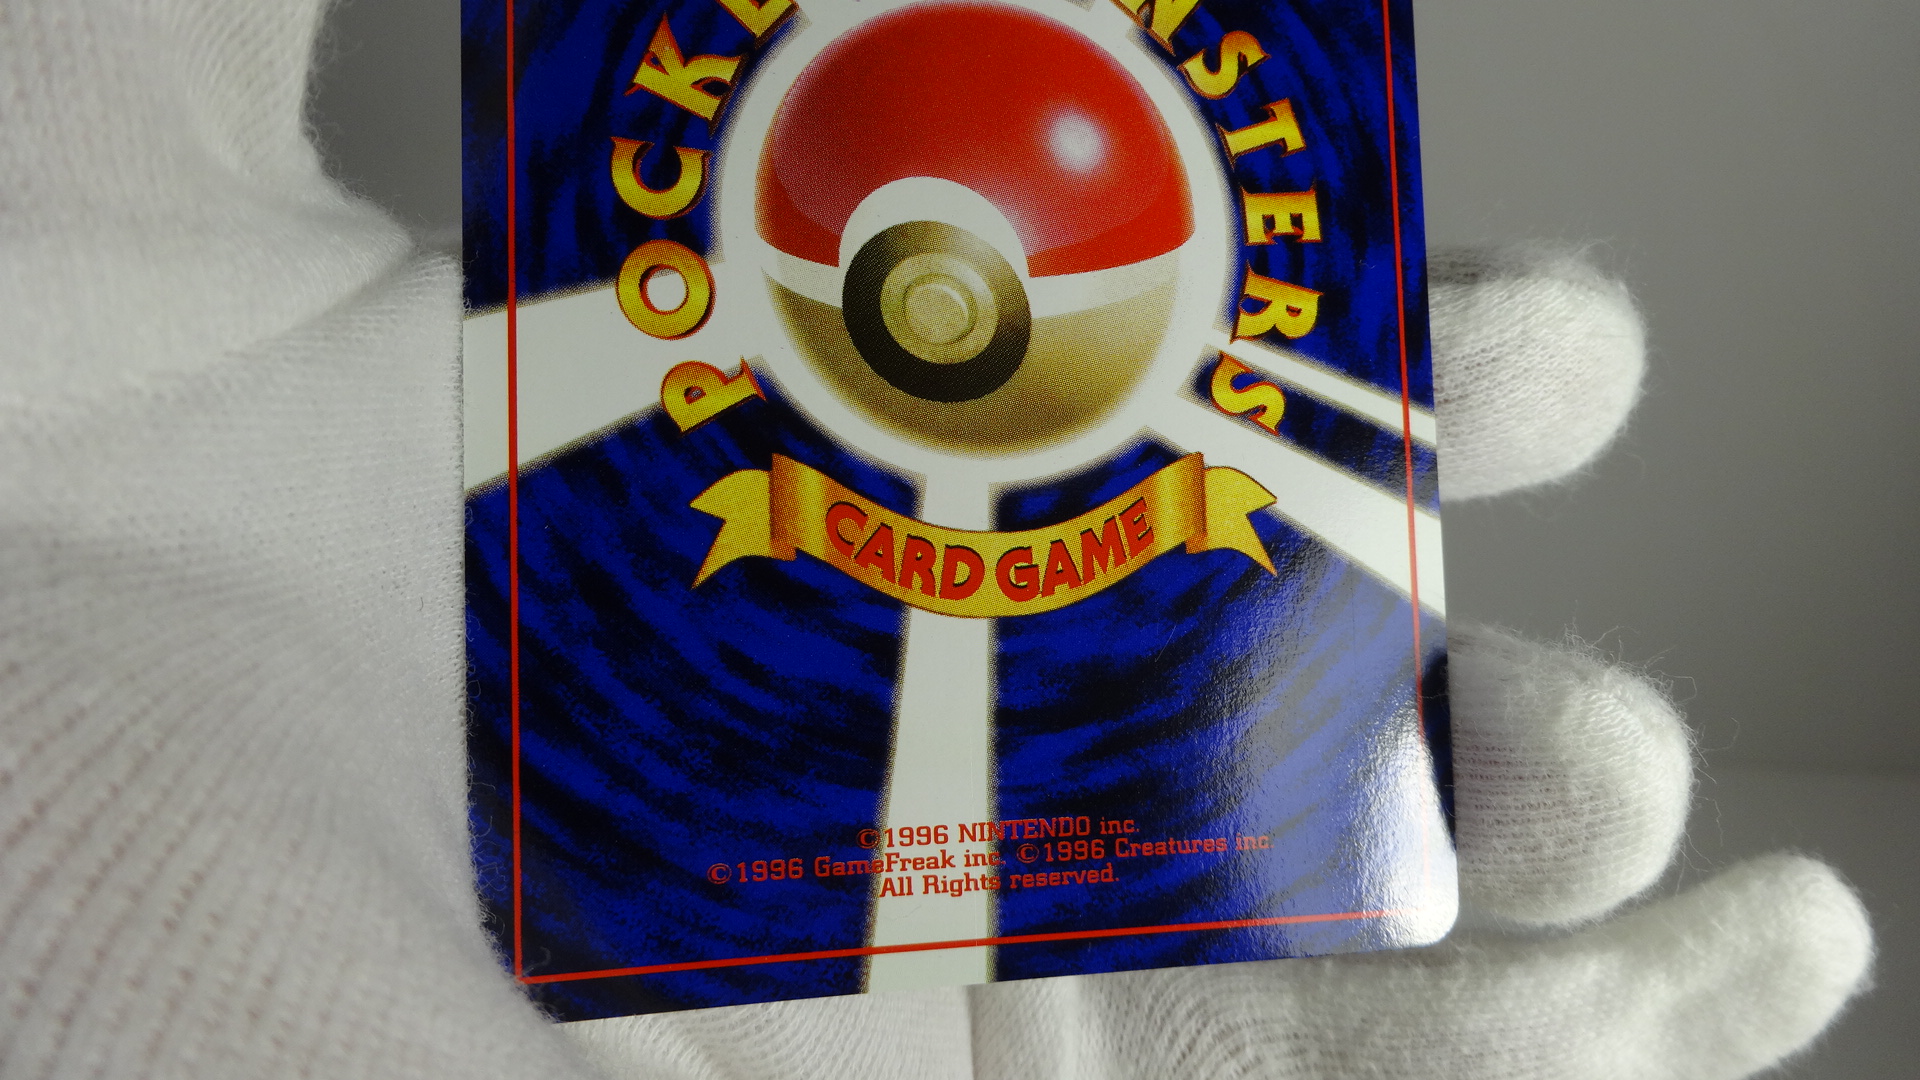 POCKE NSTERS
CARD GAME
©1996 NINTENDO inc.
©1996 GameFreak inc. ©1996 Creatures inc.
All Rights reserved.